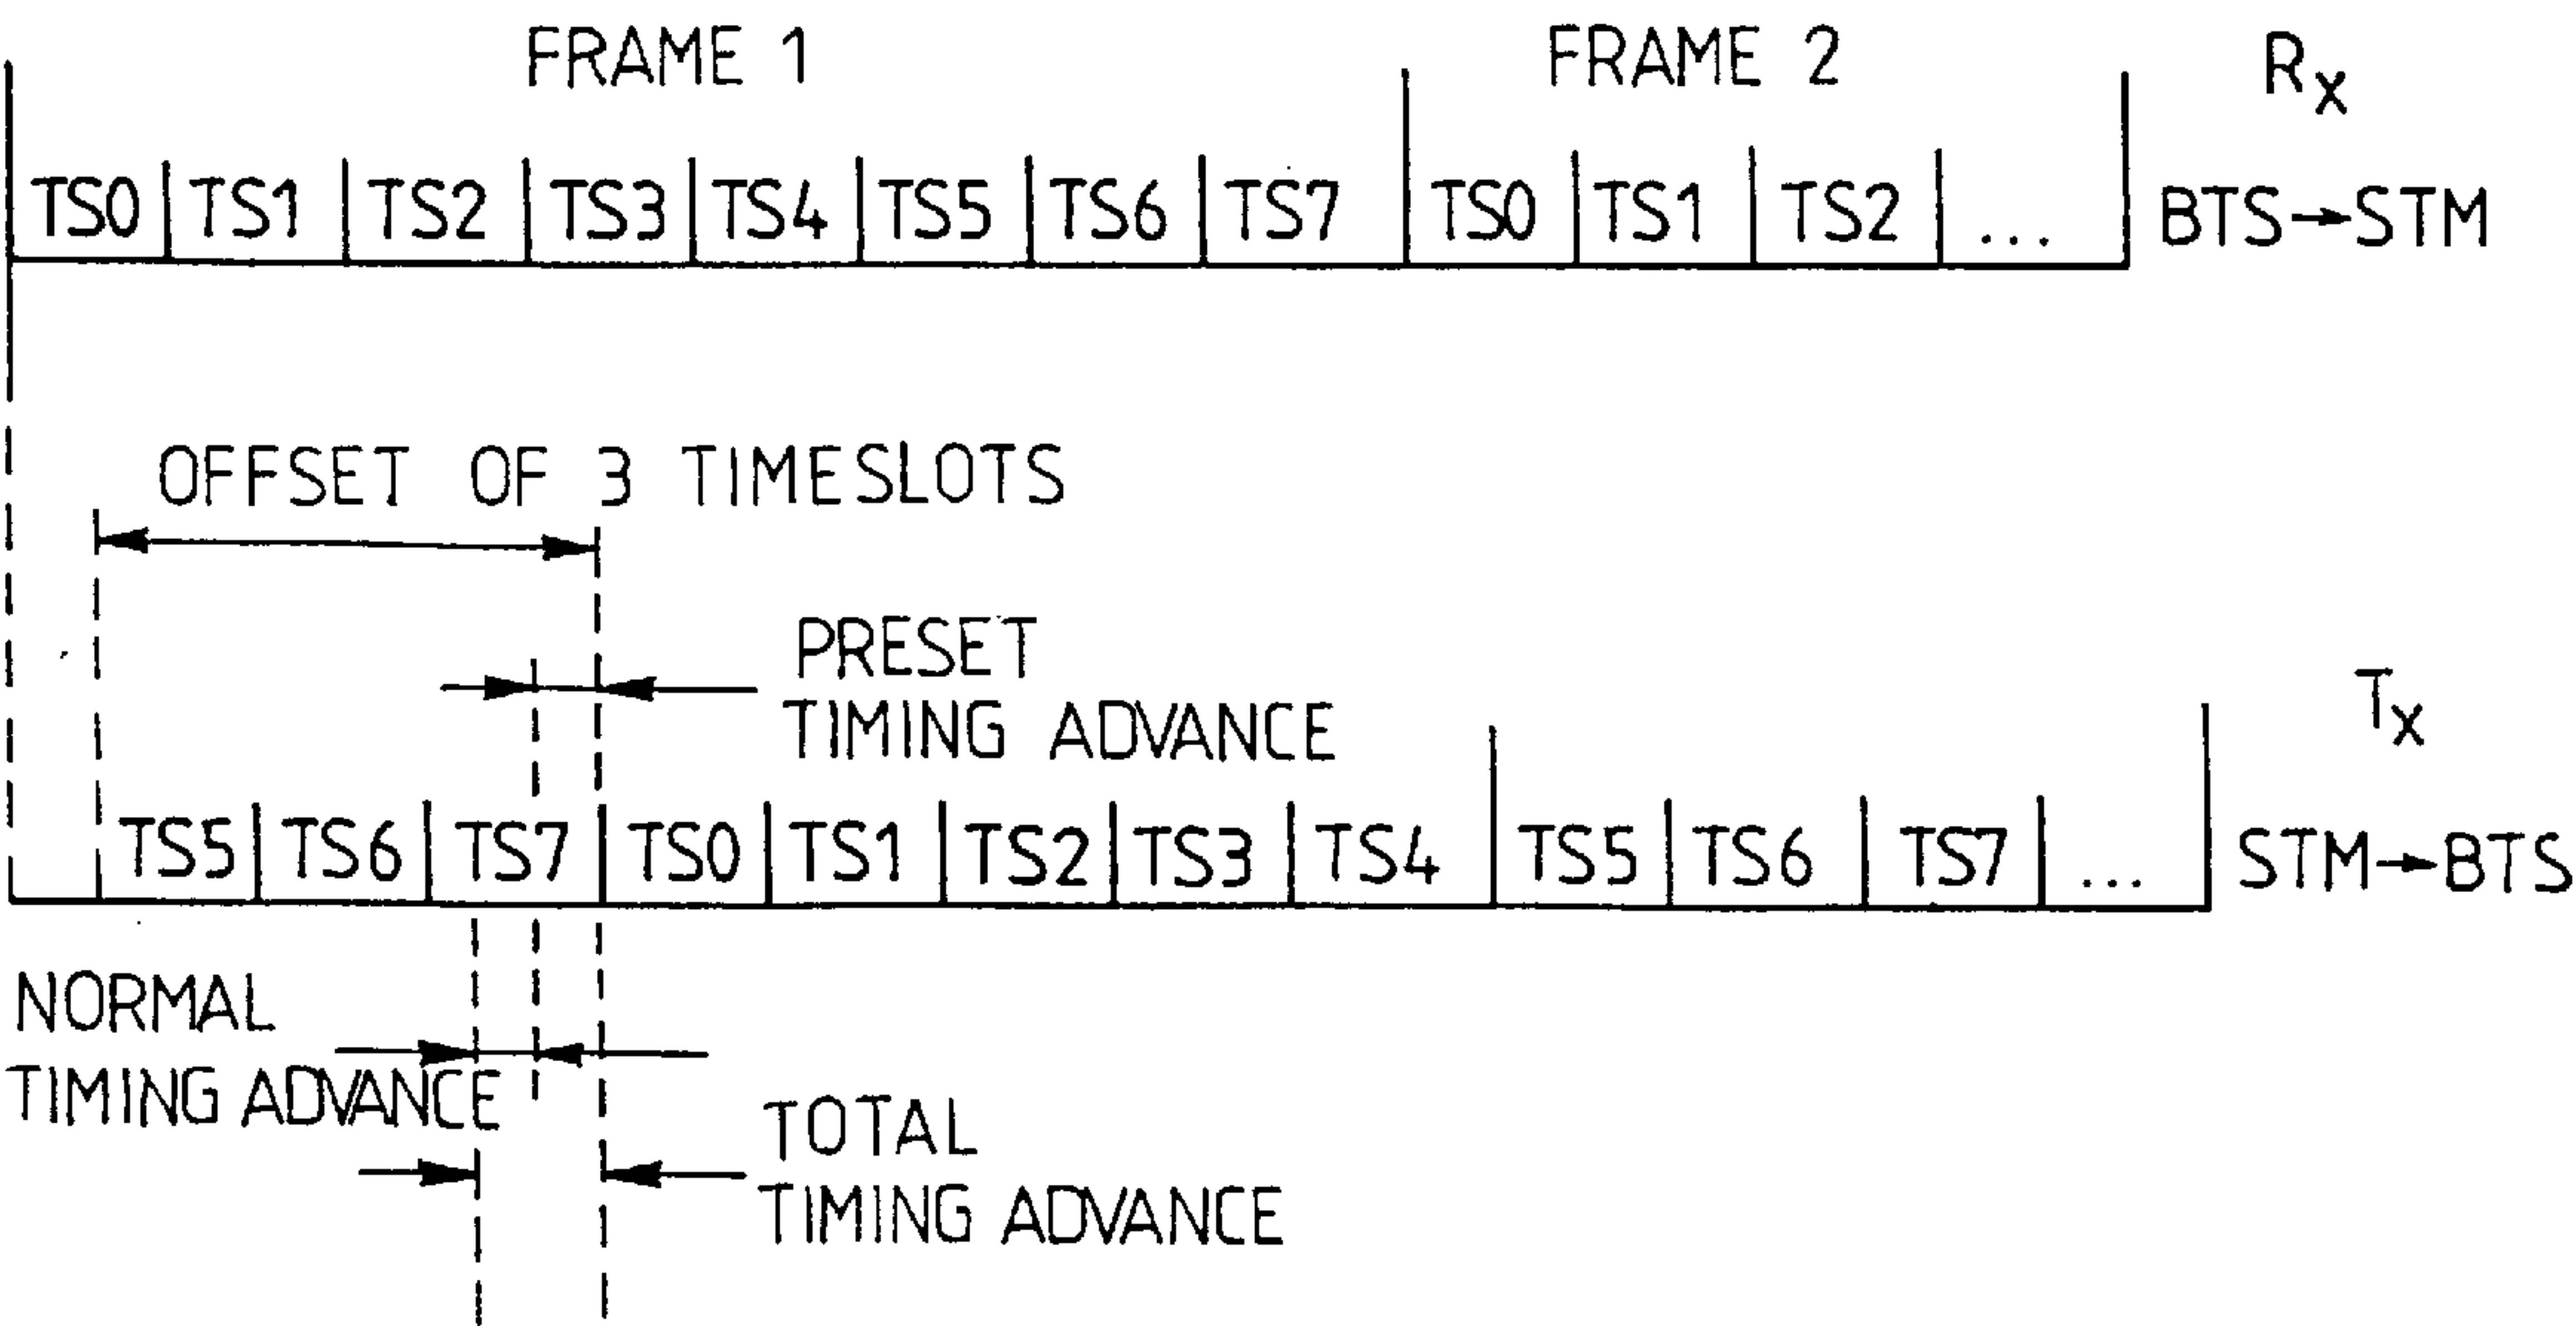 FRAME 1 FRAME 2 Rx
TS0 TS1 TS2 TS3 TS4 TS5 TS6 TS7 TS0 TS1 TS2 ... BTS→STM
OFFSET OF 3 TIMESLOTS
PRESET
TIMING ADVANCE
Tx
TS5 TS6 TS7 TS0 TS1 TS2 TS3 TS4 TS5 TS6 TS7 ... STM→BTS
NORMAL
TIMING ADVANCE
TOTAL
TIMING ADVANCE